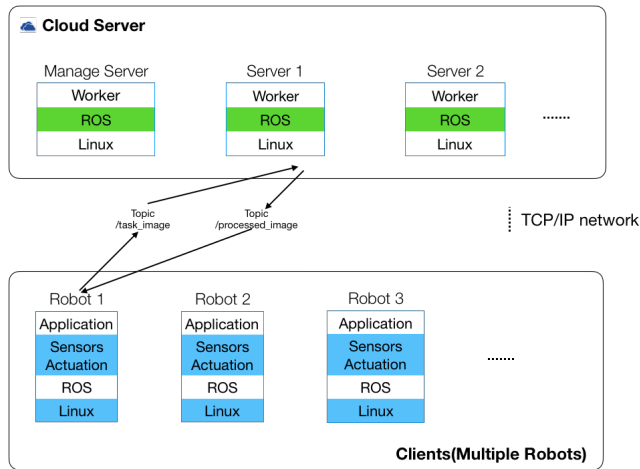 Cloud Server
Manage Server
Worker
ROS
Linux
Server 1
Worker
ROS
Linux
Server 2
Worker
ROS
Linux
.......
Topic
/task_image
Topic
/processed_image
TCP/IP network
Robot 1
Application
Sensors
Actuation
ROS
Linux
Robot 2
Application
Sensors
Actuation
ROS
Linux
Robot 3
Application
Sensors
Actuation
ROS
Linux
.......
Clients(Multiple Robots)